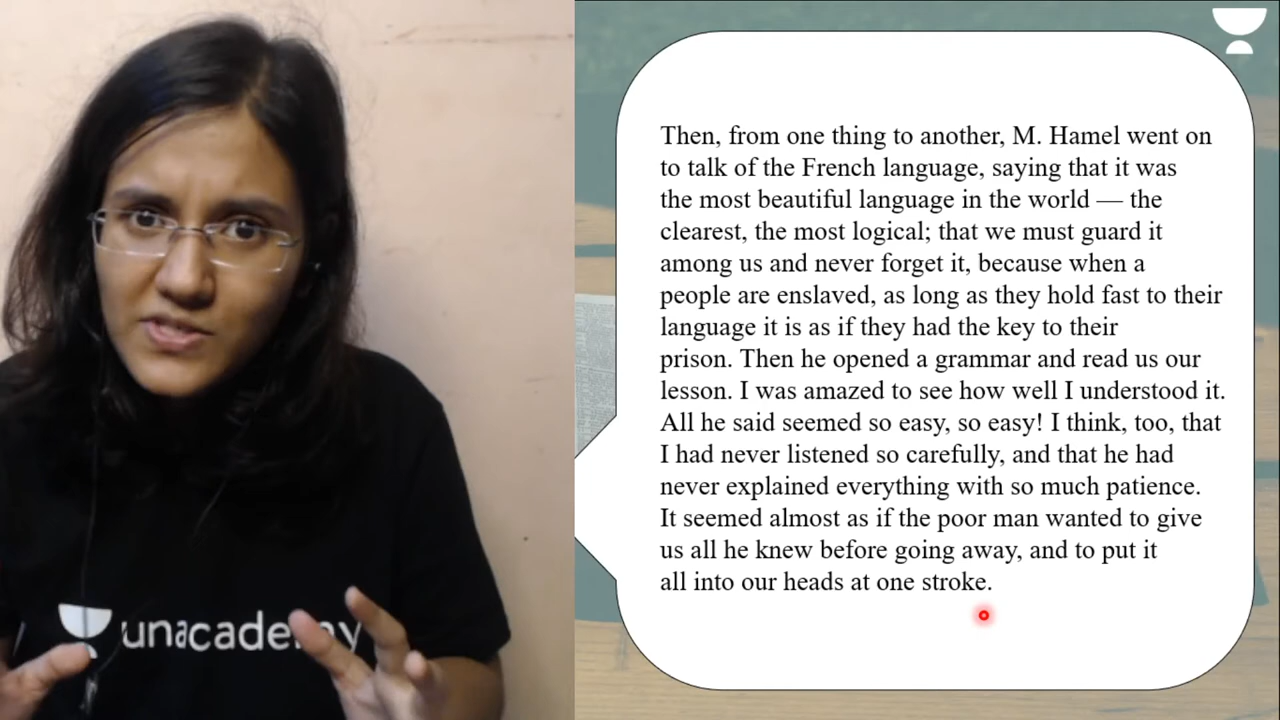 Then, from one thing to another, M. Hamel went on
to talk of the French language, saying that it was
the most beautiful language in the world — the
clearest, the most logical; that we must guard it
among us and never forget it, because when a
people are enslaved, as long as they hold fast to their
language it is as if they had the key to their
prison. Then he opened a grammar and read us our
lesson. I was amazed to see how well I understood it.
All he said seemed so easy, so easy! I think, too, that
I had never listened so carefully, and that he had
never explained everything with so much patience.
It seemed almost as if the poor man wanted to give
us all he knew before going away, and to put it
all into our heads at one stroke.
unacademy